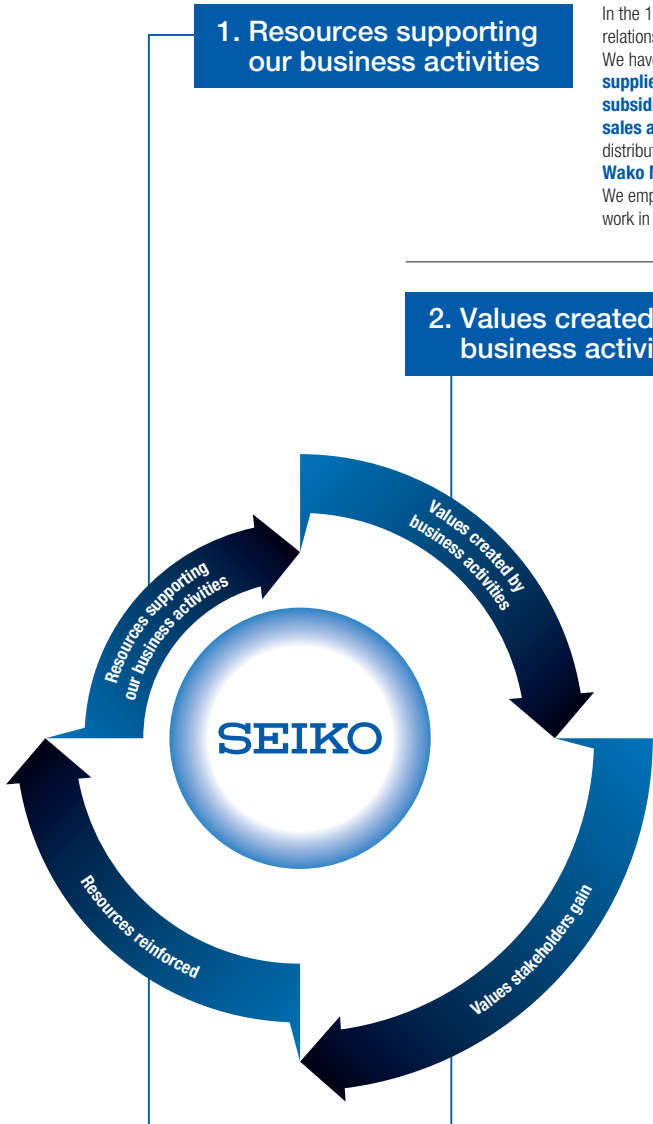 1. Resources supporting
our business activities
In the 1
relations
We have
supplie
subsid
sales a
distribut
Wako
We emp
work in
2. Values created
business activi
Values created by
business activities
Resources supporting
our business activities
SEIKO
Resources reinforced
Values stakeholders gain